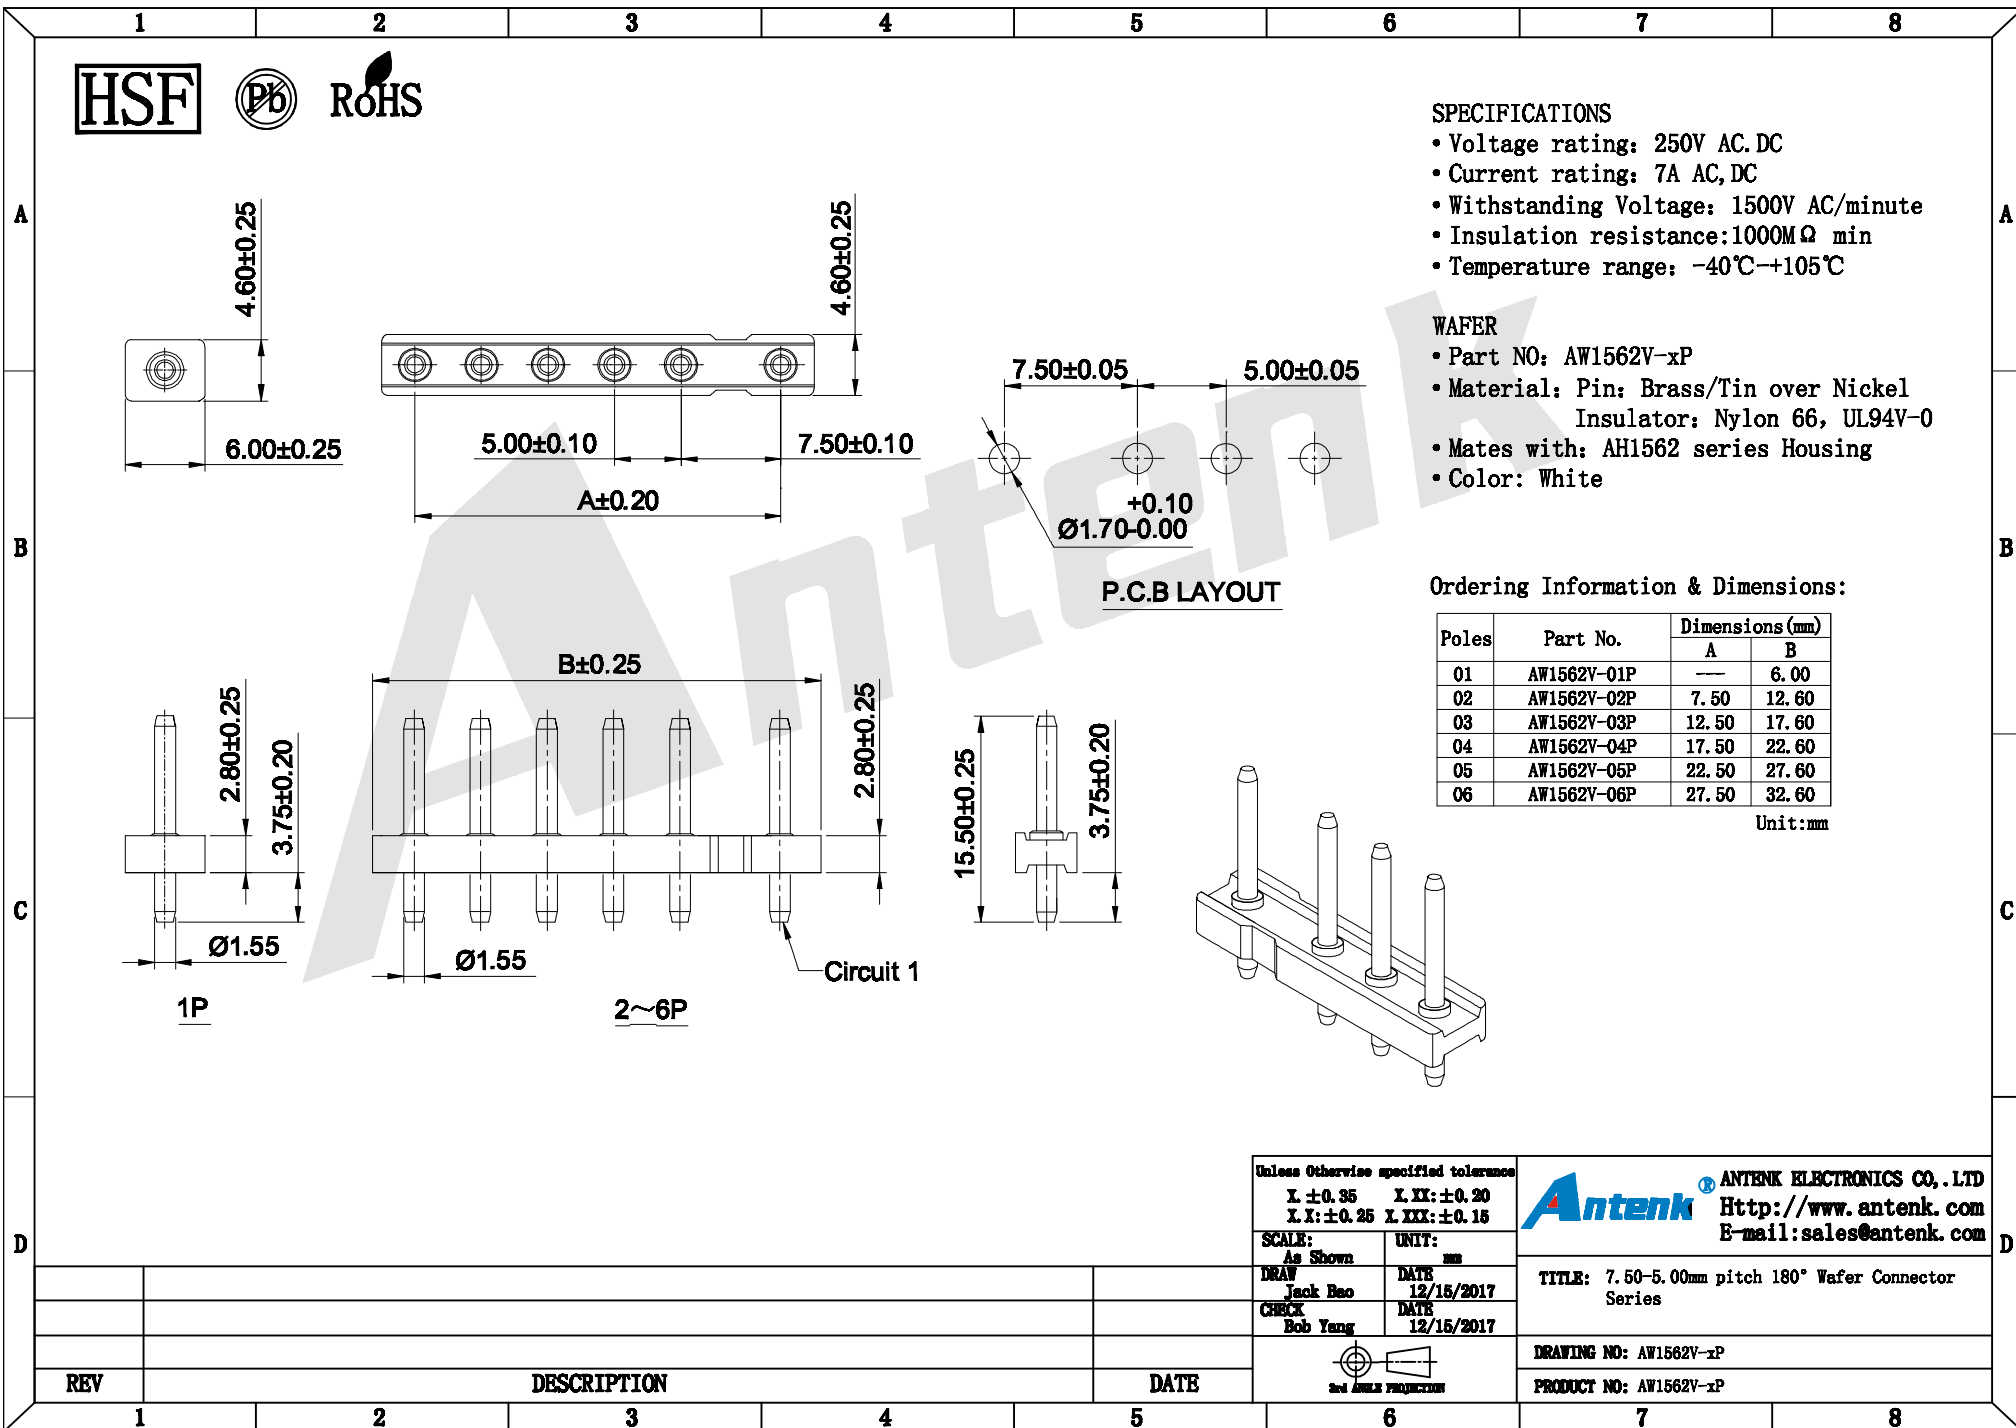 1 2 3 4 5 6 7 8
HSF Pb RoHS
SPECIFICATIONS
• Voltage rating: 250V AC.DC
• Current rating: 7A AC,DC
• Withstanding Voltage: 1500V AC/minute
• Insulation resistance:1000MΩ min
• Temperature range: -40℃-+105℃
A A
4.60±0.25
6.00±0.25
4.60±0.25
5.00±0.10
7.50±0.10
A±0.20
7.50±0.05
5.00±0.05
+0.10
Ø1.70-0.00
P.C.B LAYOUT
WAFER
• Part NO: AW1562V-xP
• Material: Pin: Brass/Tin over Nickel
Insulator: Nylon 66, UL94V-0
• Mates with: AH1562 series Housing
• Color: White
B B
Antenk
Ordering Information & Dimensions:
Poles Part No. Dimensions(mm)
A B
01 AW1562V-01P — 6.00
02 AW1562V-02P 7.50 12.60
03 AW1562V-03P 12.50 17.60
04 AW1562V-04P 17.50 22.60
05 AW1562V-05P 22.50 27.60
06 AW1562V-06P 27.50 32.60
Unit:mm
2.80±0.25
3.75±0.20
Ø1.55
1P
B±0.25
2.80±0.25
Ø1.55
Circuit 1
2～6P
15.50±0.25
3.75±0.20
C C
Unless Otherwise specified tolerance
X. ±0.35 X.XX:±0.20
X.X:±0.25 X.XXX:±0.15
SCALE: As Shown UNIT: mm
DRAW Jack Bao DATE 12/15/2017
CHECK Bob Yang DATE 12/15/2017
3rd ANGLE PROJECTION
Antenk ® ANTENK ELECTRONICS CO,.LTD
Http://www.antenk.com
E-mail:sales@antenk.com
TITLE: 7.50-5.00mm pitch 180° Wafer Connector
Series
DRAWING NO: AW1562V-xP
PRODUCT NO: AW1562V-xP
D D
REV DESCRIPTION DATE
1 2 3 4 5 6 7 8